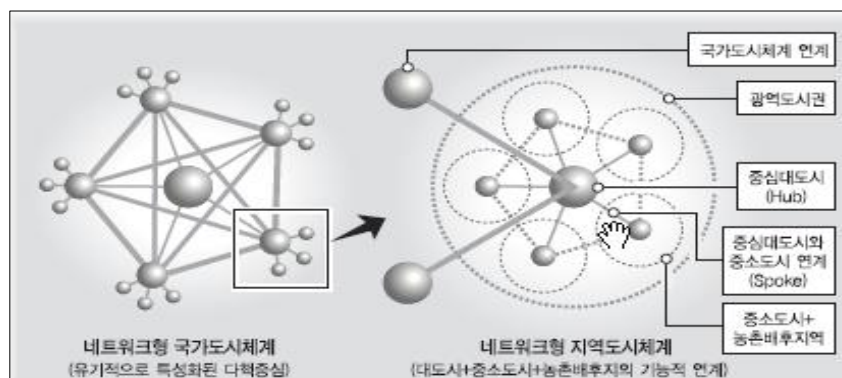 국가도시체계 연계
광역도시권
중심대도시
(Hub)
중심대도시와
중소도시 연계
(Spoke)
중소도시+
농촌배후지역
네트워크형 국가도시체계
(유기적으로 특성화된 다핵중심)
네트워크형 지역도시체계
(대도시+중소도시+농촌배후지의 기능적 연계)